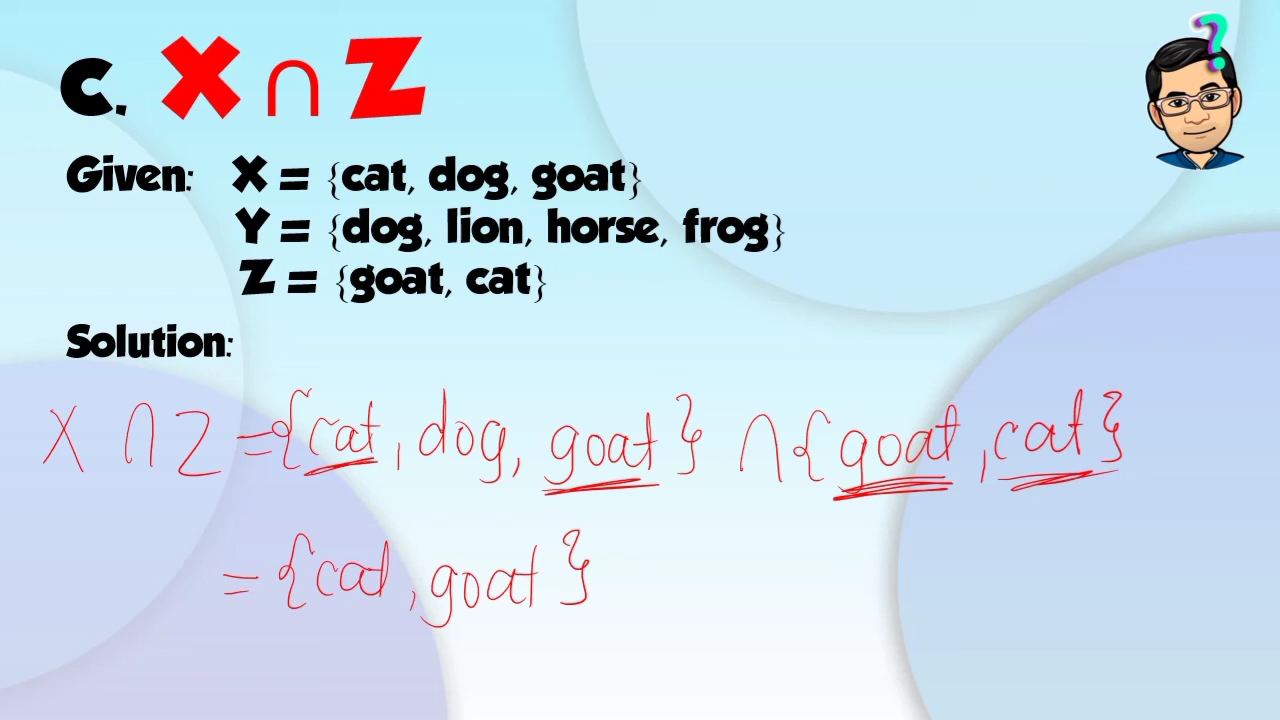 c. X ∩ Z
Given: X = {cat, dog, goat}
Y = {dog, lion, horse, frog}
Z = {goat, cat}
Solution:
X ∩ Z = {cat, dog, goat} ∩ {goat, cat}
= {cat, goat}
?